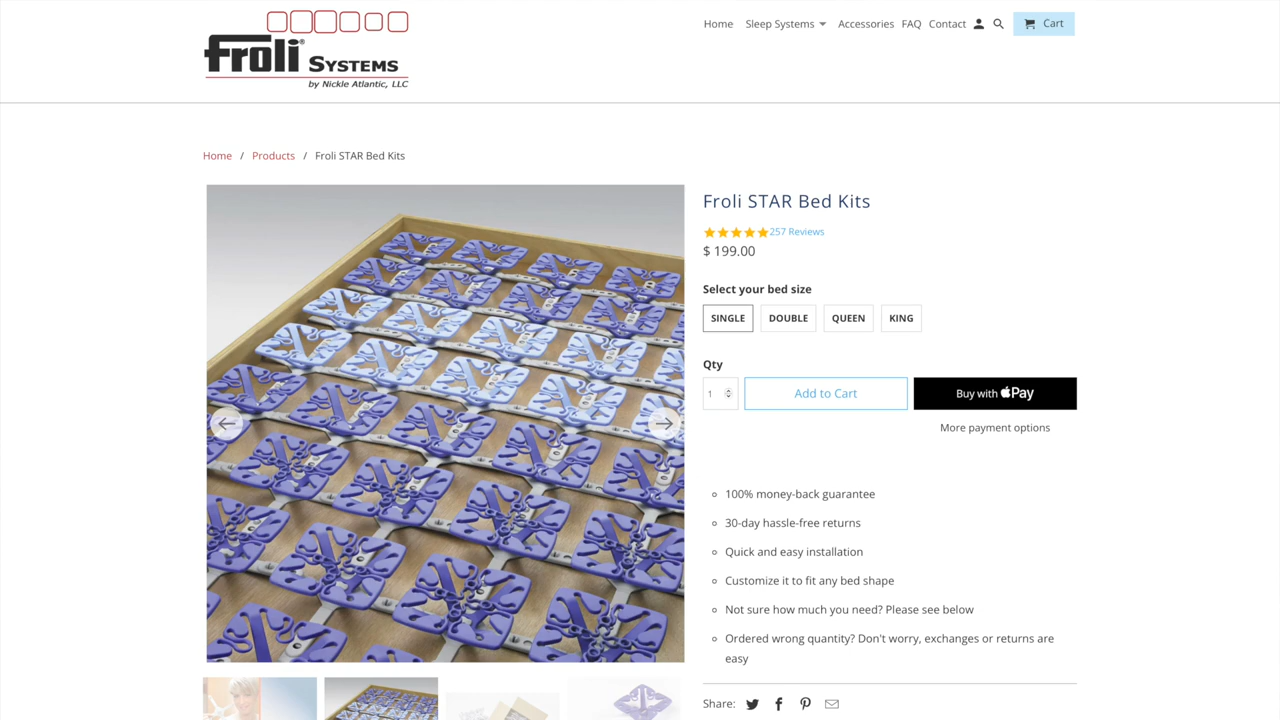 froli® SYSTEMS
by Nickle Atlantic, LLC
Home Sleep Systems Accessories FAQ Contact Cart
Home / Products / Froli STAR Bed Kits
Froli STAR Bed Kits
257 Reviews
$ 199.00
Select your bed size
SINGLE DOUBLE QUEEN KING
Qty
1 Add to Cart Buy with Pay
More payment options
100% money-back guarantee
30-day hassle-free returns
Quick and easy installation
Customize it to fit any bed shape
Not sure how much you need? Please see below
Ordered wrong quantity? Don't worry, exchanges or returns are
easy
Share: